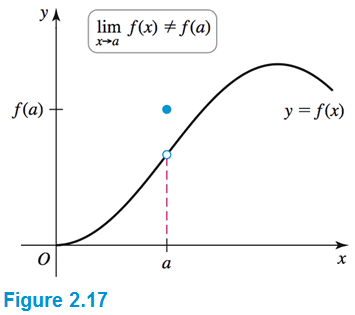 y
lim f(x) ≠ f(a)
x→a
f(a)
y = f(x)
O
a
x
Figure 2.17